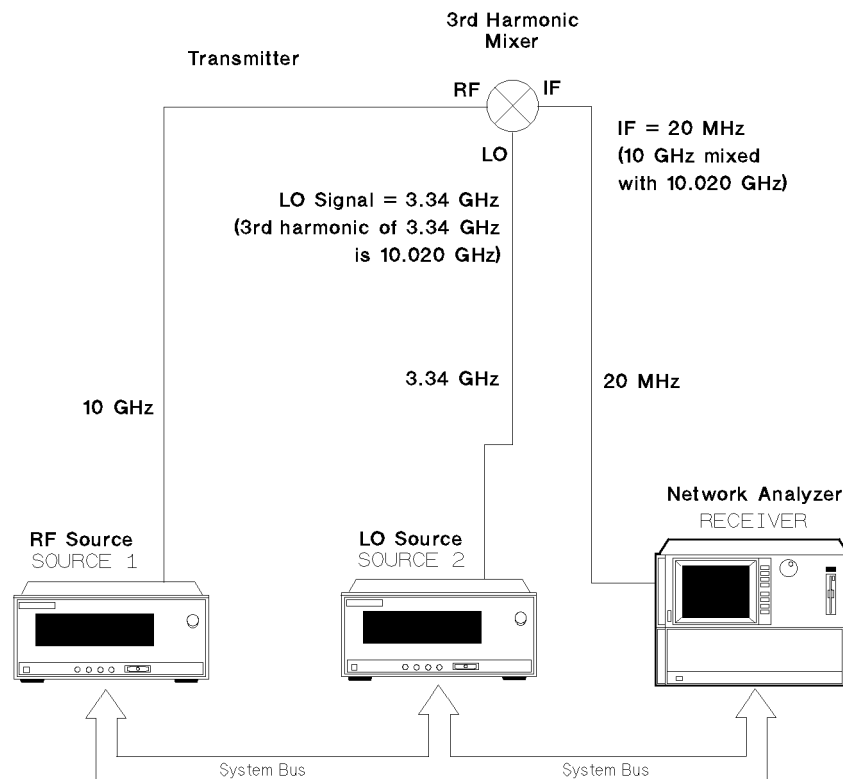 3rd Harmonic
Mixer
Transmitter
RF
IF
LO
IF = 20 MHz
(10 GHz mixed
with 10.020 GHz)
LO Signal = 3.34 GHz
(3rd harmonic of 3.34 GHz
is 10.020 GHz)
10 GHz
3.34 GHz
20 MHz
RF Source
SOURCE 1
LO Source
SOURCE 2
Network Analyzer
RECEIVER
System Bus
System Bus